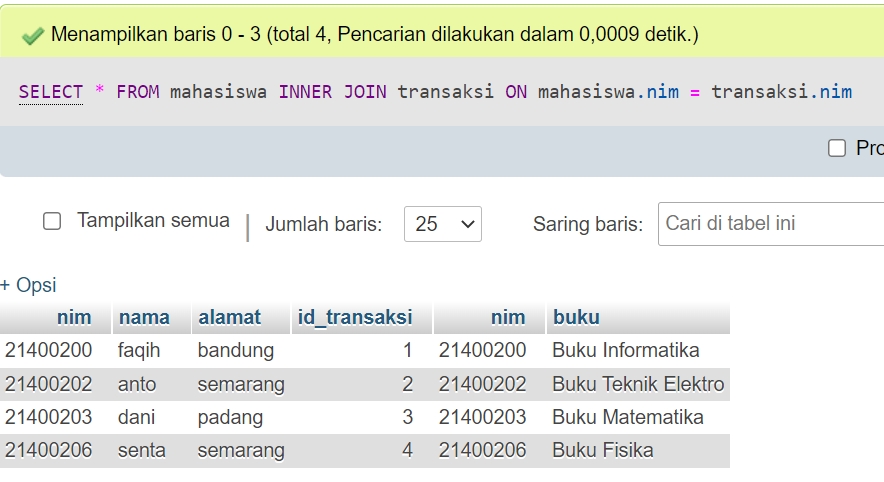 Menampilkan baris 0 - 3 (total 4, Pencarian dilakukan dalam 0,0009 detik.)
SELECT * FROM mahasiswa INNER JOIN transaksi ON mahasiswa.nim = transaksi.nim
Pro
Tampilkan semua | Jumlah baris: 25 Saring baris: Cari di tabel ini
+ Opsi
nim nama alamat id_transaksi nim buku
21400200 faqih bandung 1 21400200 Buku Informatika
21400202 anto semarang 2 21400202 Buku Teknik Elektro
21400203 dani padang 3 21400203 Buku Matematika
21400206 senta semarang 4 21400206 Buku Fisika